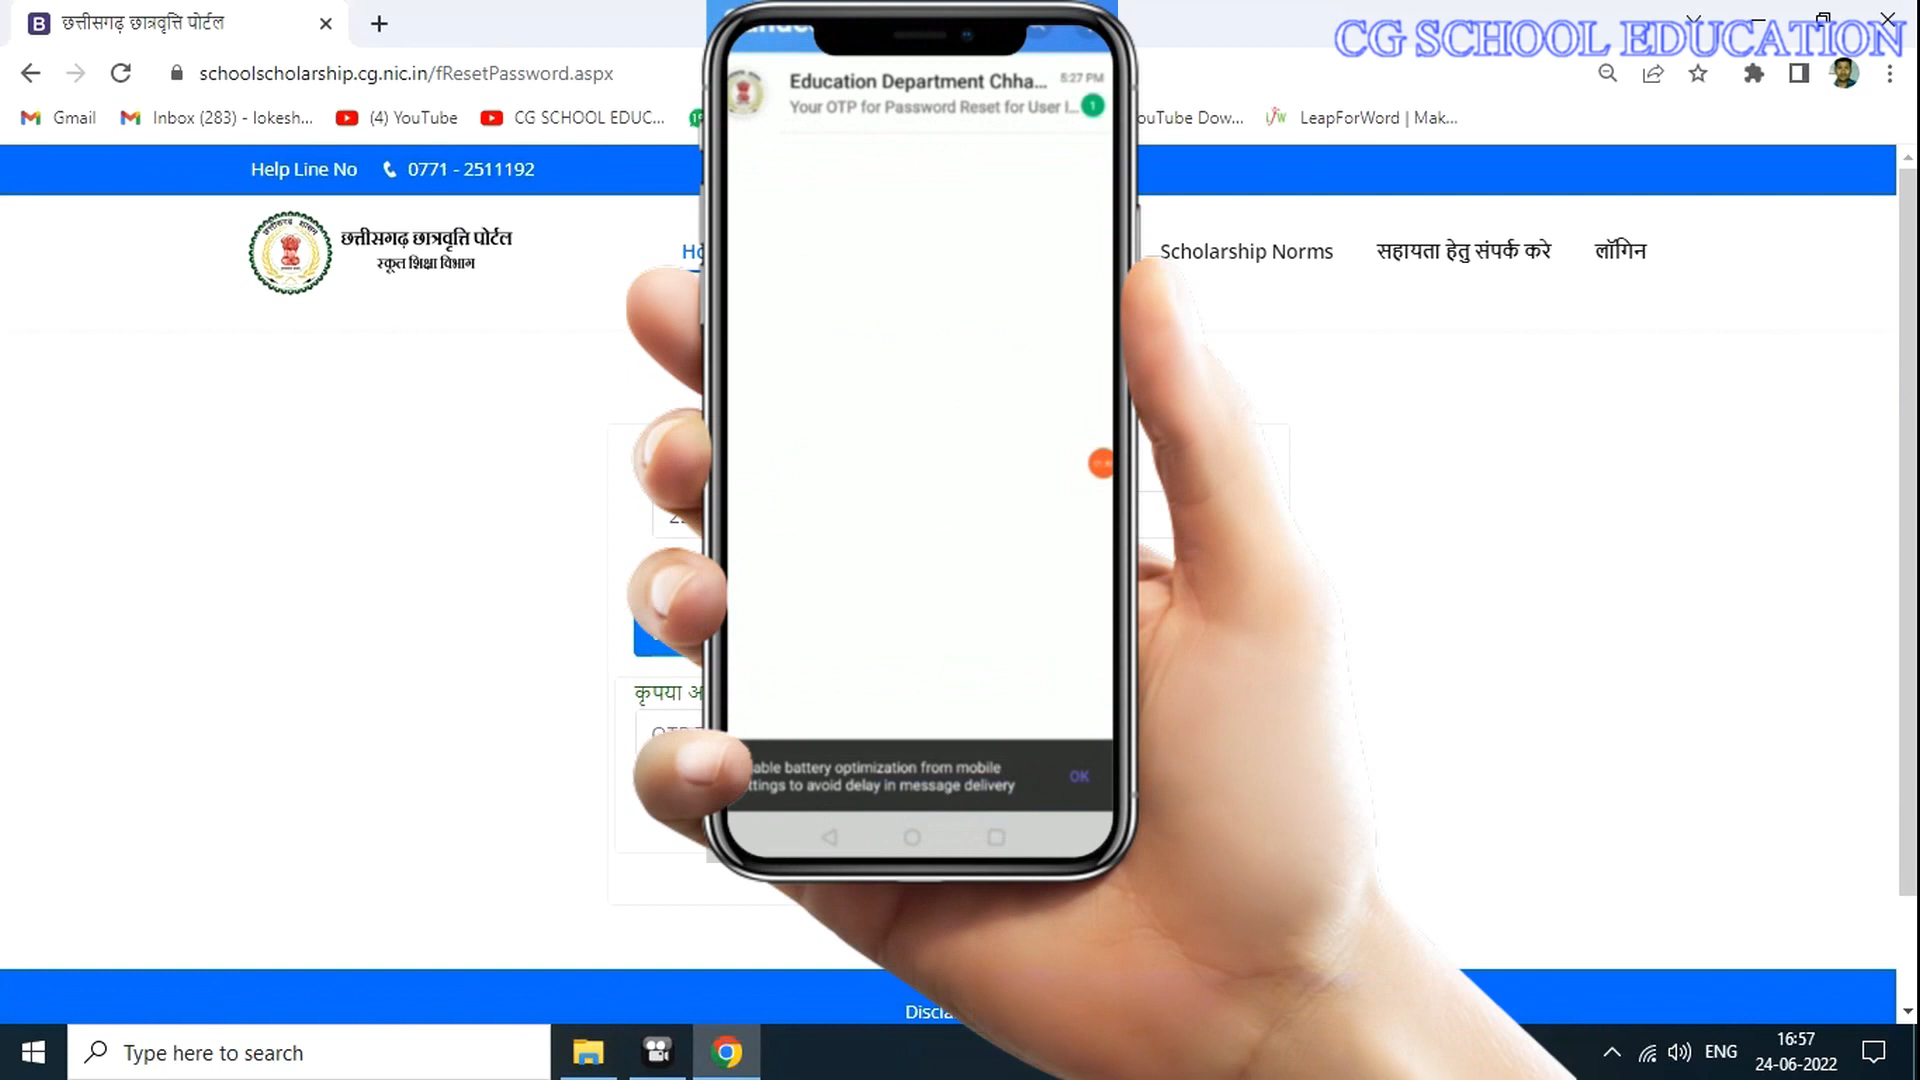 छत्तीसगढ़ छात्रवृत्ति पोर्टल
CG SCHOOL EDUCATION
schoolscholarship.cg.nic.in/fResetPassword.aspx
Gmail
Inbox (283) - lokesh...
(4) YouTube
CG SCHOOL EDUC...
ouTube Dow...
LeapForWord | Mak...
Education Department Chha...
5:27 PM
Your OTP for Password Reset for User I...
1
Help Line No
0771 - 2511192
छत्तीसगढ़ छात्रवृत्ति पोर्टल
स्कूल शिक्षा विभाग
Scholarship Norms
सहायता हेतु संपर्क करे
लॉगिन
कृपया
able battery optimization from mobile
ttings to avoid delay in message delivery
OK
Type here to search
ENG
16:57
24-06-2022